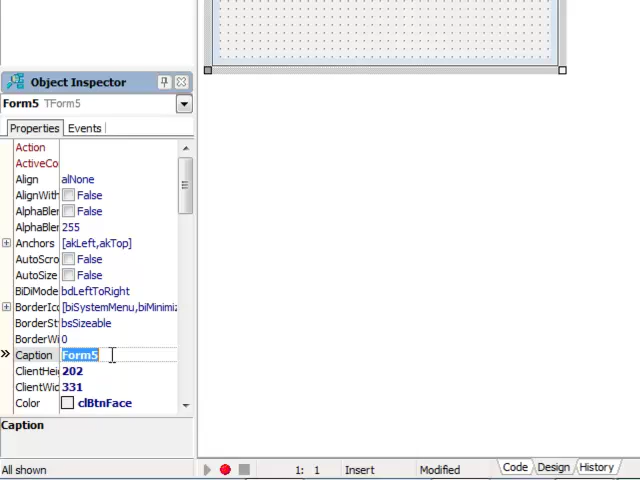 Object Inspector
Form5 TForm5
Properties Events
Action
ActiveCo
Align alNone
AlignWith False
AlphaBler False
AlphaBler 255
Anchors [akLeft,akTop]
AutoScro False
AutoSize False
BiDiMode bdLeftToRight
BorderIco [biSystemMenu,biMinimiz
BorderSt bsSizeable
BorderWi 0
Caption Form5
ClientHei 202
ClientWid 331
Color clBtnFace
Caption
All shown
1: 1 Insert Modified Code Design History